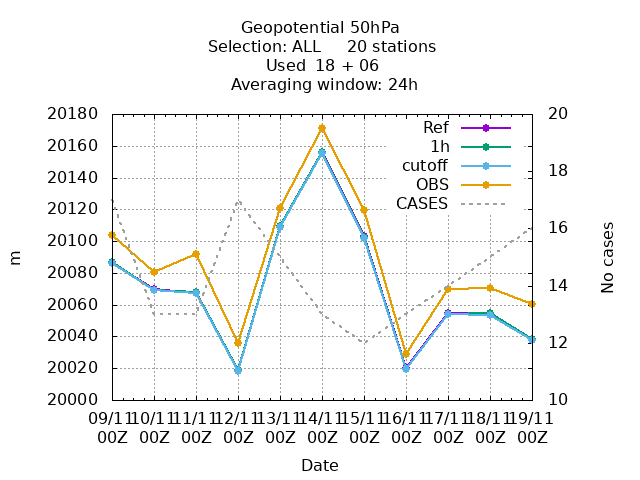 Geopotential 50hPa
Selection: ALL     20 stations
Used  18 + 06
Averaging window: 24h
20180
20160
20140
20120
20100
20080
20060
20040
20020
20000
m
20
18
16
14
12
10
No cases
Ref
1h
cutoff
OBS
CASES
09/11 10/11 11/11 12/11 13/11 14/11 15/11 16/11 17/11 18/11 19/11
00Z 00Z 00Z 00Z 00Z 00Z 00Z 00Z 00Z 00Z 00Z
Date